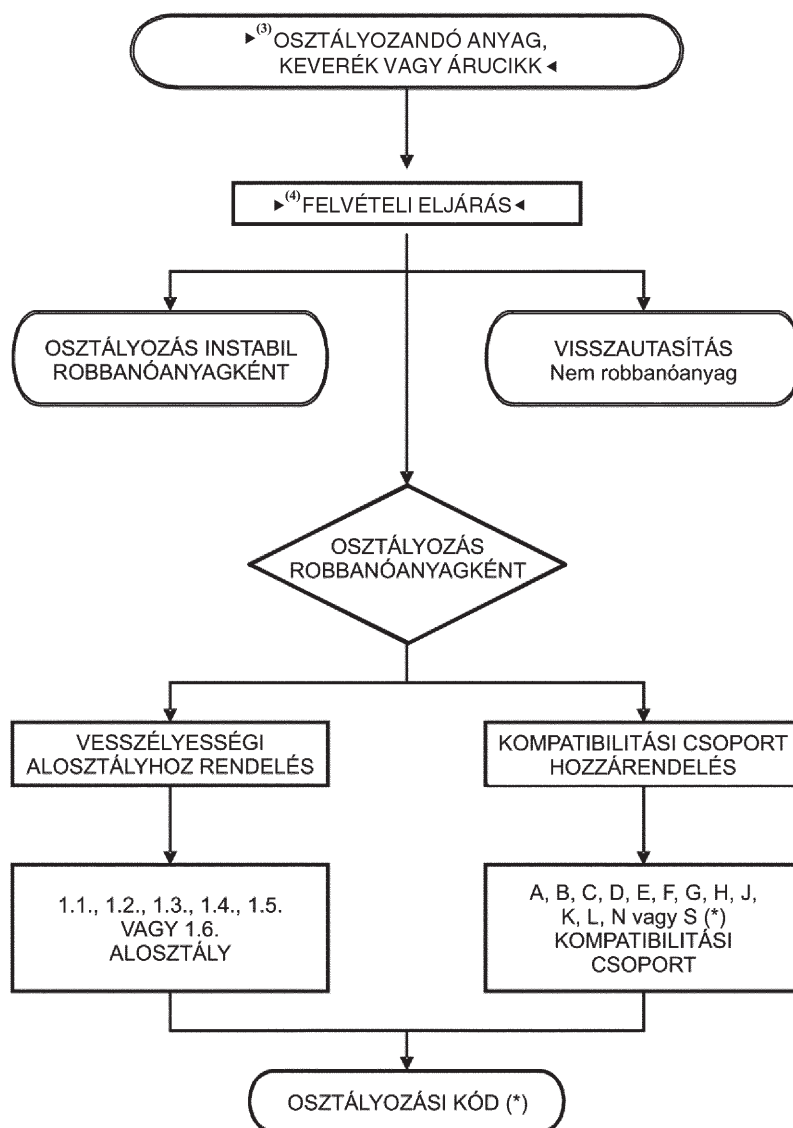 ▶(3) OSZTÁLYOZANDÓ ANYAG,
KEVERÉK VAGY ÁRUCIKK ◀
▶(4) FELVÉTELI ELJÁRÁS ◀
OSZTÁLYOZÁS INSTABIL
ROBBANÓANYAGKÉNT
VISSZAUTASÍTÁS
Nem robbanóanyag
OSZTÁLYOZÁS
ROBBANÓANYAGKÉNT
VESSZÉLYESSÉGI
ALOSZTÁLYHOZ RENDELÉS
KOMPATIBILITÁSI CSOPORT
HOZZÁRENDELÉS
1.1., 1.2., 1.3., 1.4., 1.5.
VAGY 1.6.
ALOSZTÁLY
A, B, C, D, E, F, G, H, J,
K, L, N vagy S (*)
KOMPATIBILITÁSI
CSOPORT
OSZTÁLYOZÁSI KÓD (*)